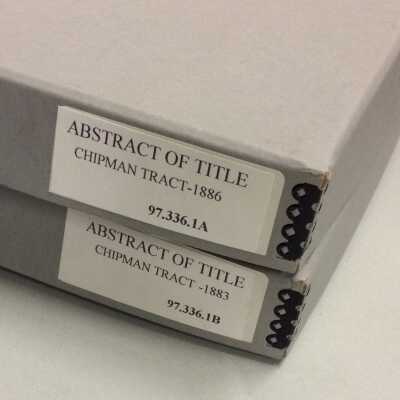 ABSTRACT OF TITLE
CHIPMAN TRACT-1886
97.336.1A
ABSTRACT OF TITLE
CHIPMAN TRACT -1883
97.336.1B